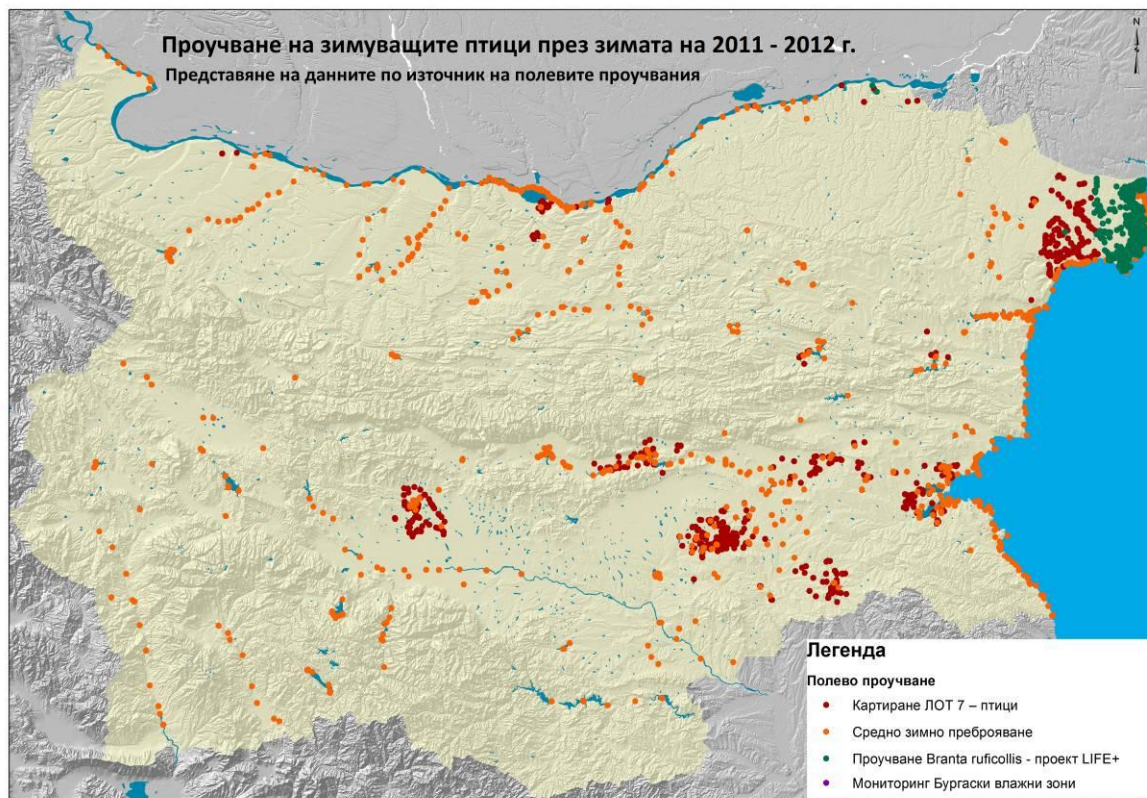 Проучване на зимуващите птици през зимата на 2011 - 2012 г.
Представяне на данните по източник на полевите проучвания
N
Легенда
Полево проучване
Картиране ЛОТ 7 – птици
Средно зимно преброяване
Проучване Branta ruficollis - проект LIFE+
Мониторинг Бургаски влажни зони